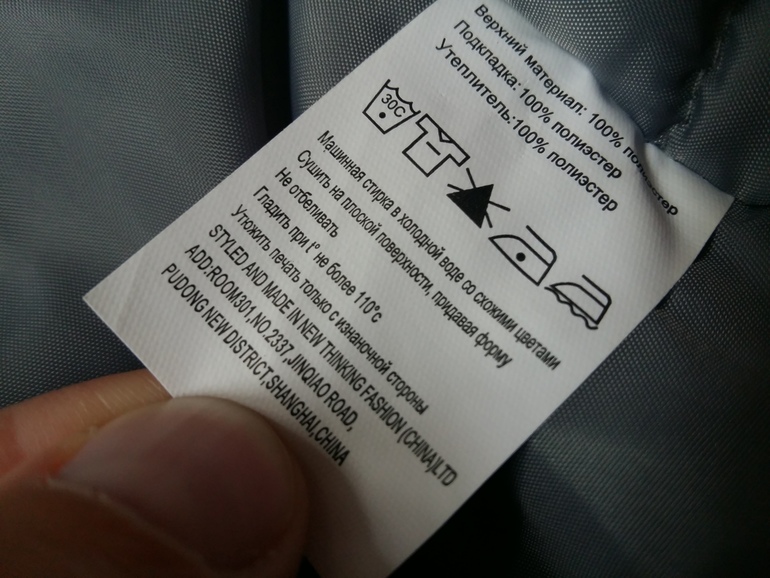 Верхний материал: 100% полиэстер
Подкладка: 100% полиэстер
Утеплитель:100% полиэстер
30C
Машинная стирка в холодной воде со схожими цветами
Сушить на плоской поверхности, придавая форму
Не отбеливать
Гладить при t° не более 110°c
Утюжить печать только с изнаночной стороны
STYLED AND MADE IN NEW THINKING FASHION (CHINA)LTD
ADD:ROOM301,NO.2337,JINQIAO ROAD,
PUDONG NEW DISTRICT,SHANGHAI,CHINA